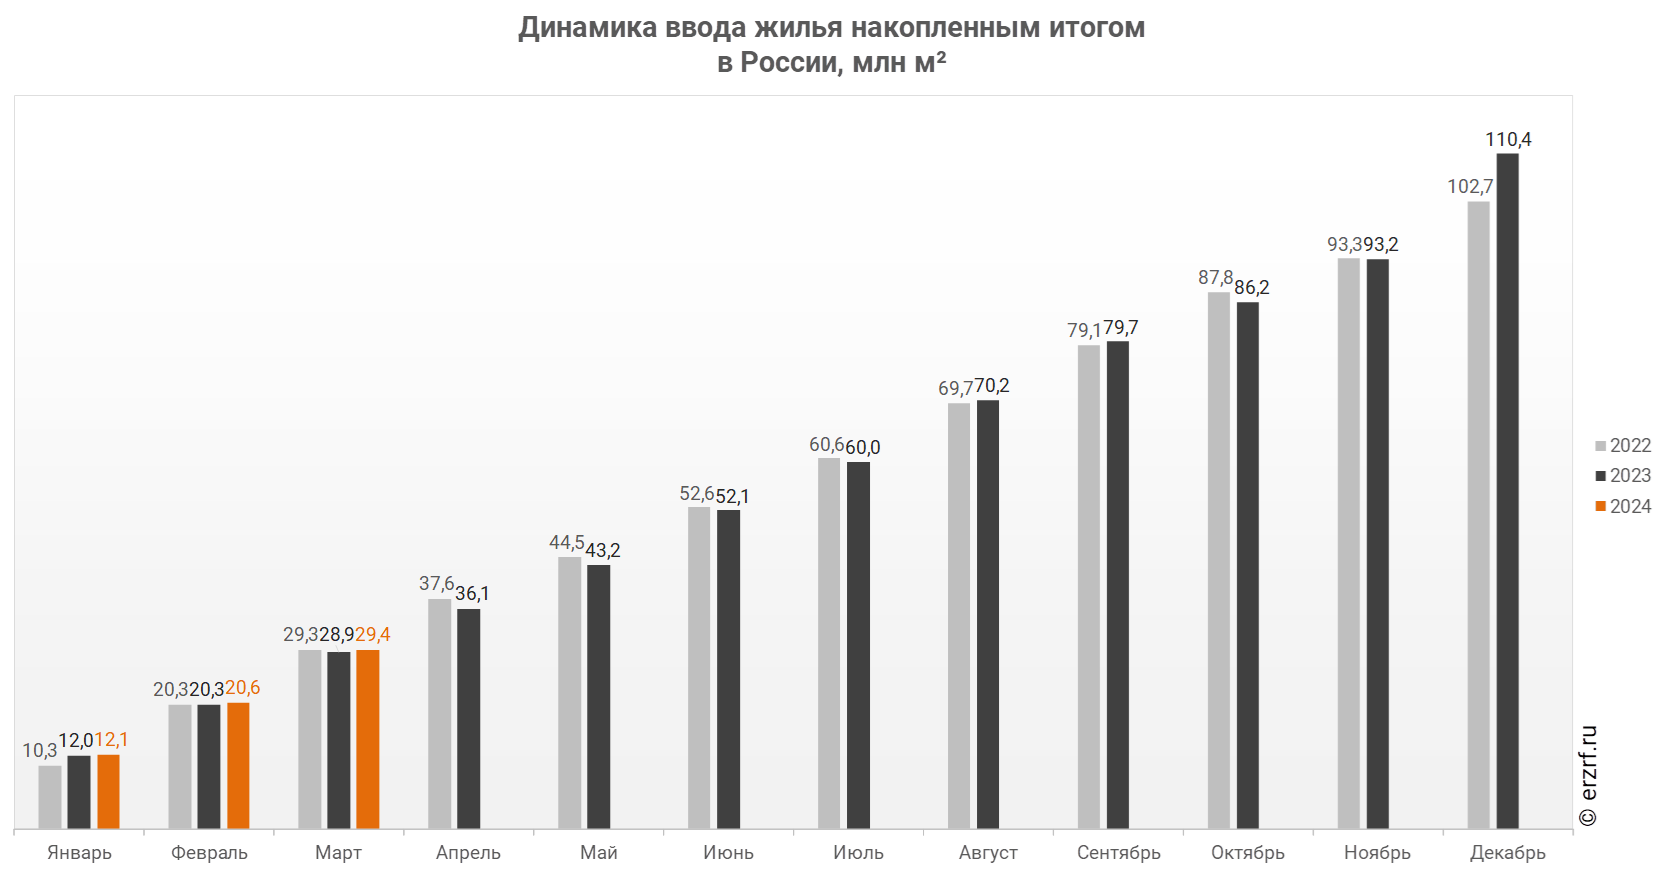 Динамика ввода жилья накопленным итогом
в России, млн м²
110,4
102,7
93,3 93,2
87,8 86,2
79,1 79,7
69,7 70,2
60,6 60,0
52,6 52,1
44,5 43,2
37,6 36,1
29,3 28,9 29,4
20,3 20,3 20,6
10,3 12,0 12,1
2022
2023
2024
© erzrf.ru
Январь Февраль Март Апрель Май Июнь Июль Август Сентябрь Октябрь Ноябрь Декабрь